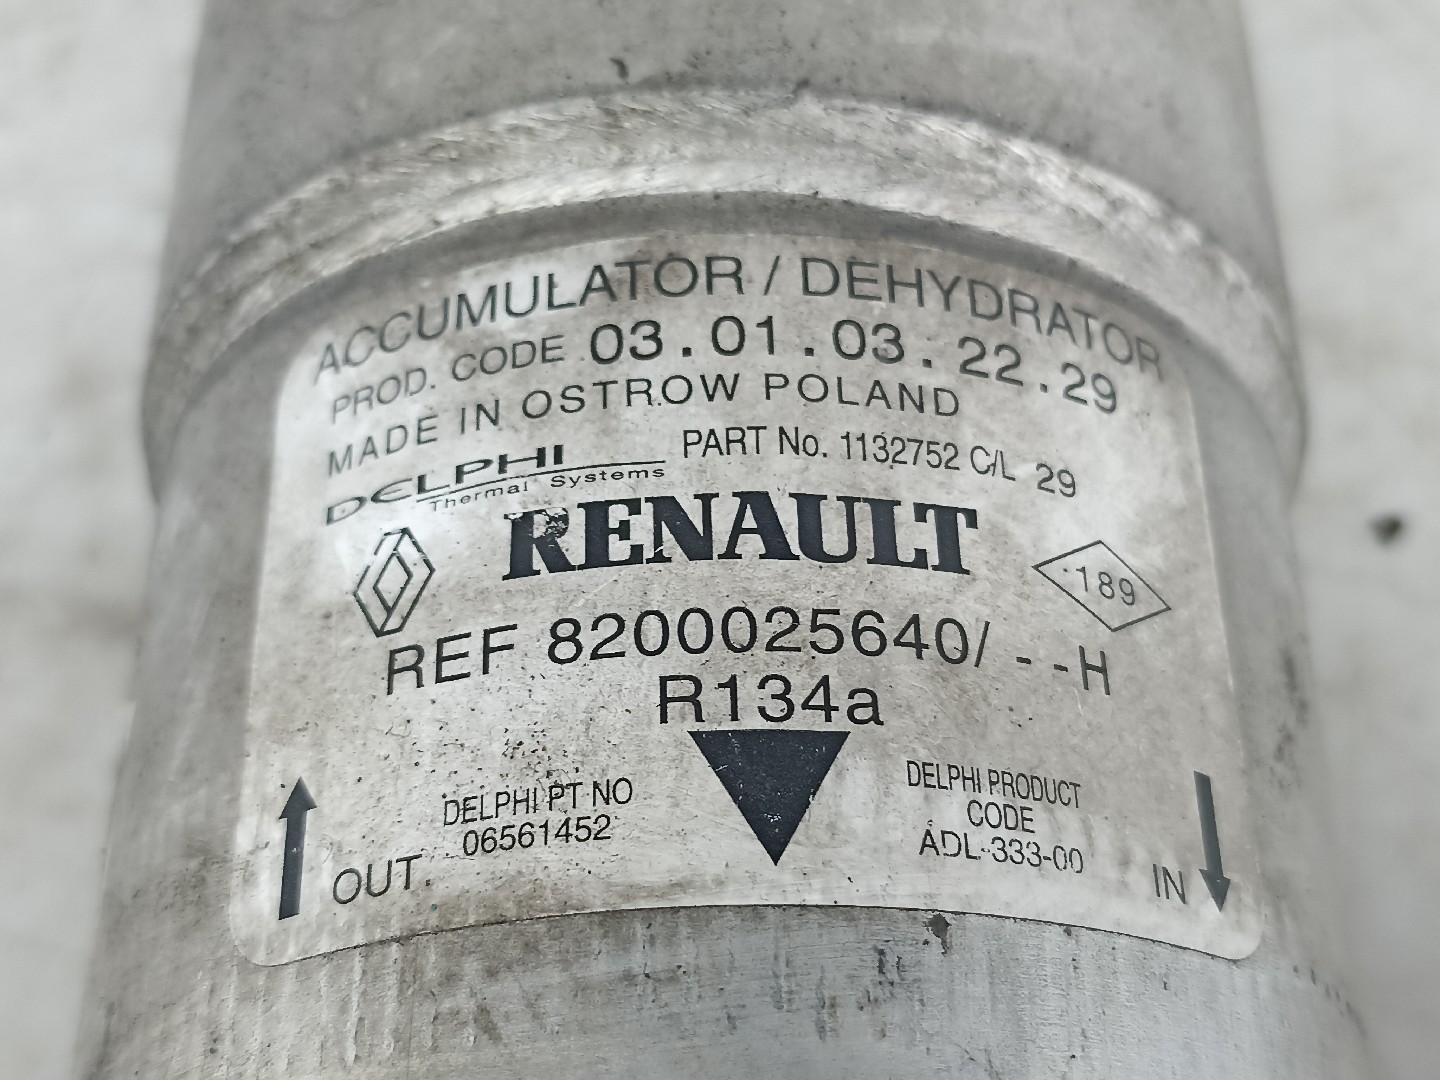 ACCUMULATOR / DEHYDRATOR
PROD. CODE 03.01.03.22.29
MADE IN OSTROW POLAND
DELPHI
Thermal Systems
PART No. 1132752 C/L 29
RENAULT
189
REF 8200025640/ - -H
R134a
DELPHI PT NO
06561452
DELPHI PRODUCT
CODE
ADL-333-00
OUT
IN